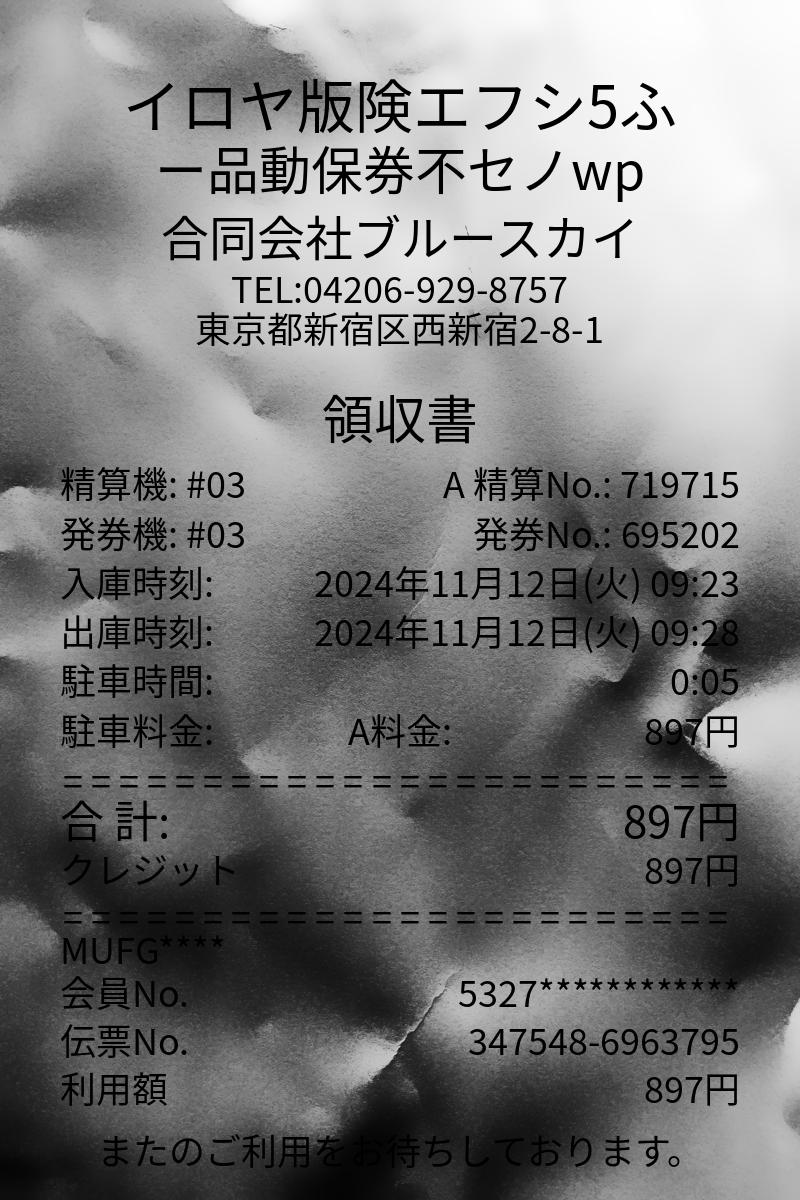 イロヤ版険エフシ5ふ
ー品動保券不セノwp
合同会社ブルースカイ
TEL:04206-929-8757
東京都新宿区西新宿2-8-1
領収書
精算機: #03 A 精算No.: 719715
発券機: #03 発券No.: 695202
入庫時刻: 2024年11月12日(火) 09:23
出庫時刻: 2024年11月12日(火) 09:28
駐車時間: 0:05
駐車料金: A料金: 897円
========================
合 計: 897円
クレジット 897円
========================
MUFG****
会員No. 5327************
伝票No. 347548-6963795
利用額 897円
またのご利用をお待ちしております。